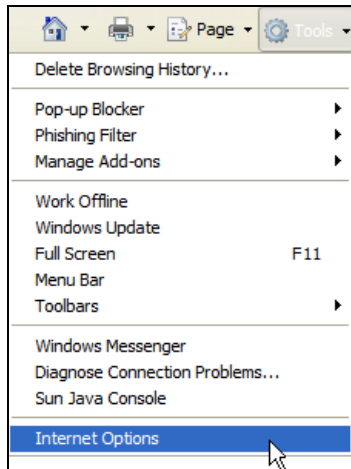 Page Tools
Delete Browsing History...
Pop-up Blocker
Phishing Filter
Manage Add-ons
Work Offline
Windows Update
Full Screen F11
Menu Bar
Toolbars
Windows Messenger
Diagnose Connection Problems...
Sun Java Console
Internet Options